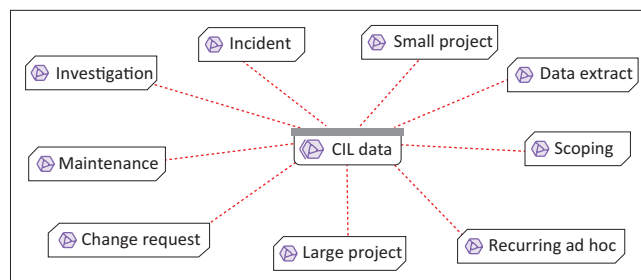 Incident
Small project
Investigation
Data extract
CIL data
Maintenance
Scoping
Change request
Large project
Recurring ad hoc